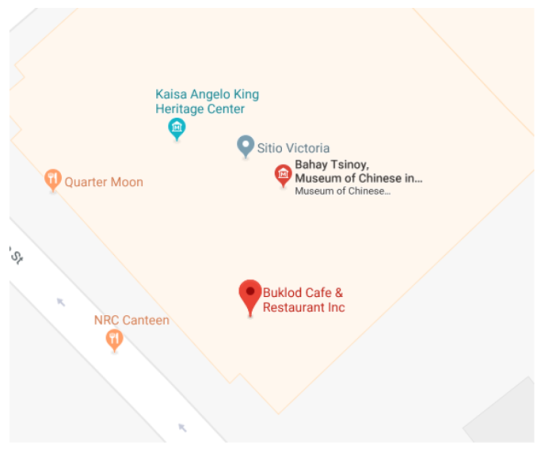 Kaisa Angelo King
Heritage Center
Sitio Victoria
Bahay Tsinoy,
Museum of Chinese in...
Museum of Chinese...
Quarter Moon
St
Buklod Cafe &
Restaurant Inc
NRC Canteen